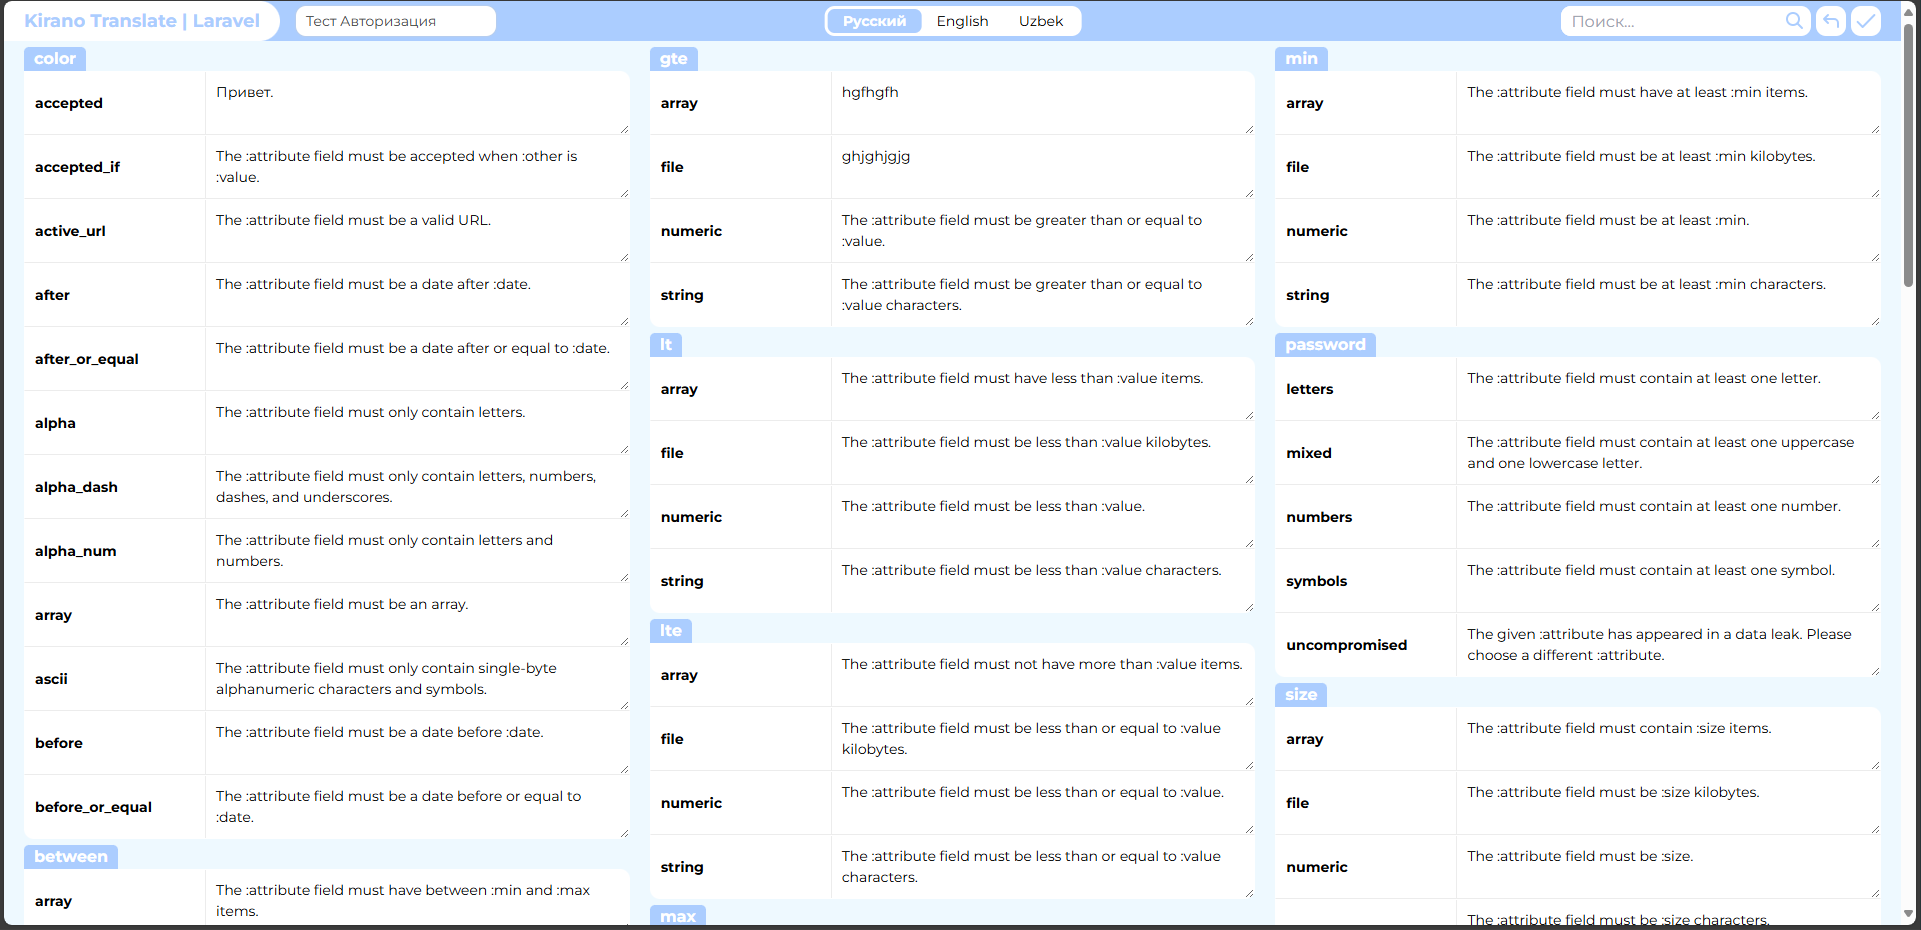 Kirano Translate | Laravel
Тест Авторизация
Русский
English
Uzbek
Поиск...
color
accepted
Привет.
accepted_if
The :attribute field must be accepted when :other is
:value.
active_url
The :attribute field must be a valid URL.
after
The :attribute field must be a date after :date.
after_or_equal
The :attribute field must be a date after or equal to :date.
alpha
The :attribute field must only contain letters.
alpha_dash
The :attribute field must only contain letters, numbers,
dashes, and underscores.
alpha_num
The :attribute field must only contain letters and
numbers.
array
The :attribute field must be an array.
ascii
The :attribute field must only contain single-byte
alphanumeric characters and symbols.
before
The :attribute field must be a date before :date.
before_or_equal
The :attribute field must be a date before or equal to
:date.
between
array
The :attribute field must have between :min and :max
items.
gte
array
hgfhgfh
file
ghjghjgjg
numeric
The :attribute field must be greater than or equal to
:value.
string
The :attribute field must be greater than or equal to
:value characters.
lt
array
The :attribute field must have less than :value items.
file
The :attribute field must be less than :value kilobytes.
numeric
The :attribute field must be less than :value.
string
The :attribute field must be less than :value characters.
lte
array
The :attribute field must not have more than :value items.
file
The :attribute field must be less than or equal to :value
kilobytes.
numeric
The :attribute field must be less than or equal to :value.
string
The :attribute field must be less than or equal to :value
characters.
max
min
array
The :attribute field must have at least :min items.
file
The :attribute field must be at least :min kilobytes.
numeric
The :attribute field must be at least :min.
string
The :attribute field must be at least :min characters.
password
letters
The :attribute field must contain at least one letter.
mixed
The :attribute field must contain at least one uppercase
and one lowercase letter.
numbers
The :attribute field must contain at least one number.
symbols
The :attribute field must contain at least one symbol.
uncompromised
The given :attribute has appeared in a data leak. Please
choose a different :attribute.
size
array
The :attribute field must contain :size items.
file
The :attribute field must be :size kilobytes.
numeric
The :attribute field must be :size.
The :attribute field must be :size characters.